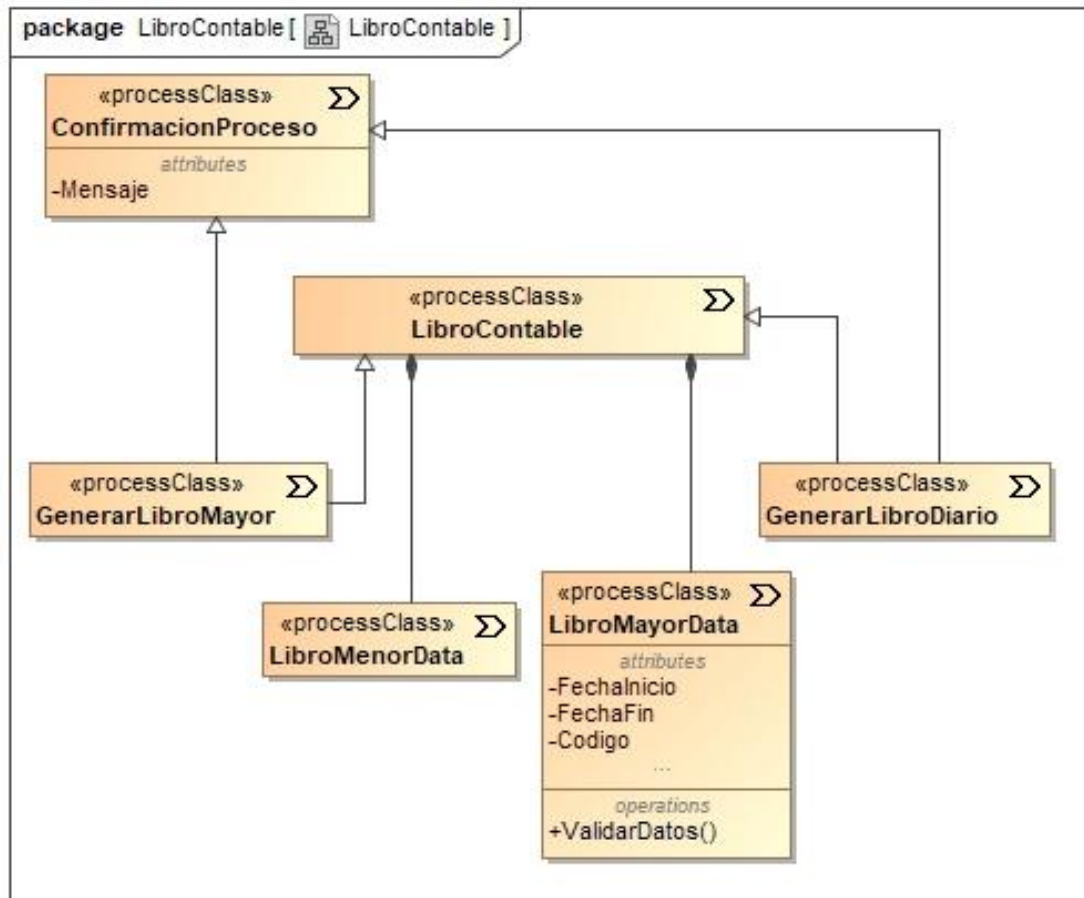 package LibroContable[ LibroContable ]
«processClass»
ConfirmacionProceso
attributes
-Mensaje
«processClass»
LibroContable
«processClass»
GenerarLibroMayor
«processClass»
GenerarLibroDiario
«processClass»
LibroMenorData
«processClass»
LibroMayorData
attributes
-FechaInicio
-FechaFin
-Codigo
...
operations
+ValidarDatos()